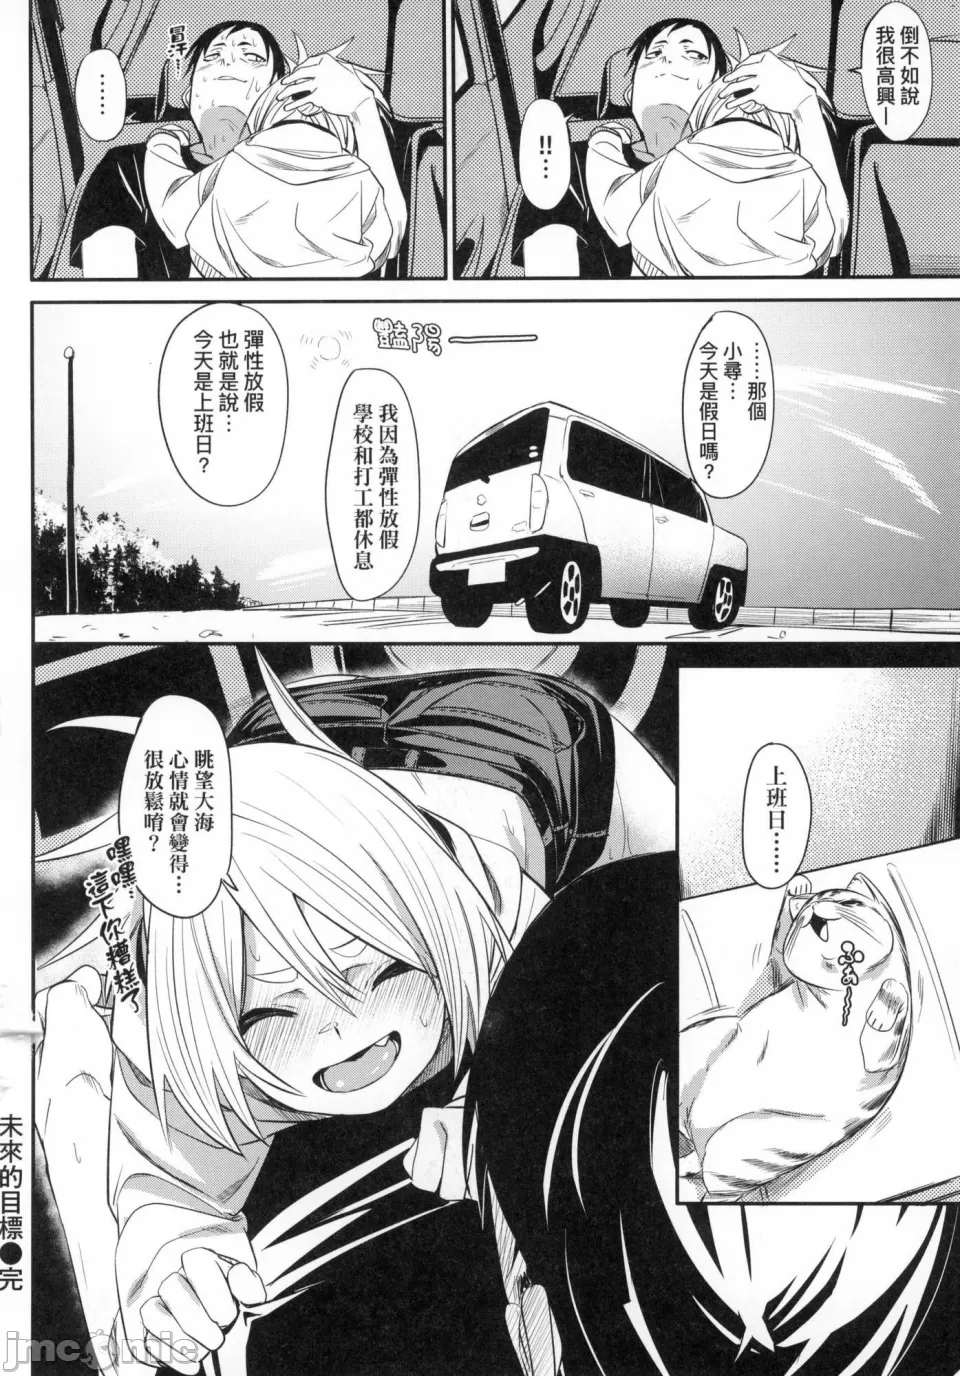 倒不如說
我很高興—
!!…
冒汗…
……
……那個
小尋…
今天是假日嗎？
豔陽
我因為彈性放假
學校和打工都休息
彈性放假
也就是說…
今天是上班日？
上班日……
ふぁ〜
眺望大海
心情就會變得…
很放鬆唷？
嘿嘿…
這下你糟糕了
未來的目標●完
jmcomic